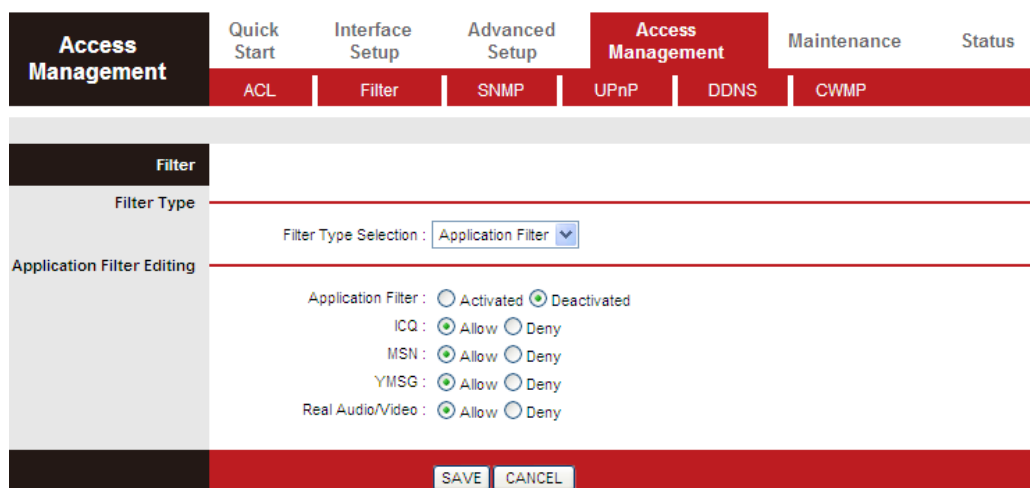 Access Management
Quick Start
Interface Setup
Advanced Setup
Access Management
Maintenance
Status
ACL
Filter
SNMP
UPnP
DDNS
CWMP
Filter
Filter Type
Filter Type Selection : Application Filter
Application Filter Editing
Application Filter : Activated Deactivated
ICQ : Allow Deny
MSN : Allow Deny
YMSG : Allow Deny
Real Audio/Video : Allow Deny
SAVE CANCEL